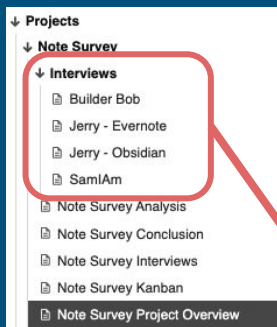 Projects
Note Survey
Interviews
Builder Bob
Jerry - Evernote
Jerry - Obsidian
SamIAm
Note Survey Analysis
Note Survey Conclusion
Note Survey Interviews
Note Survey Kanban
Note Survey Project Overview